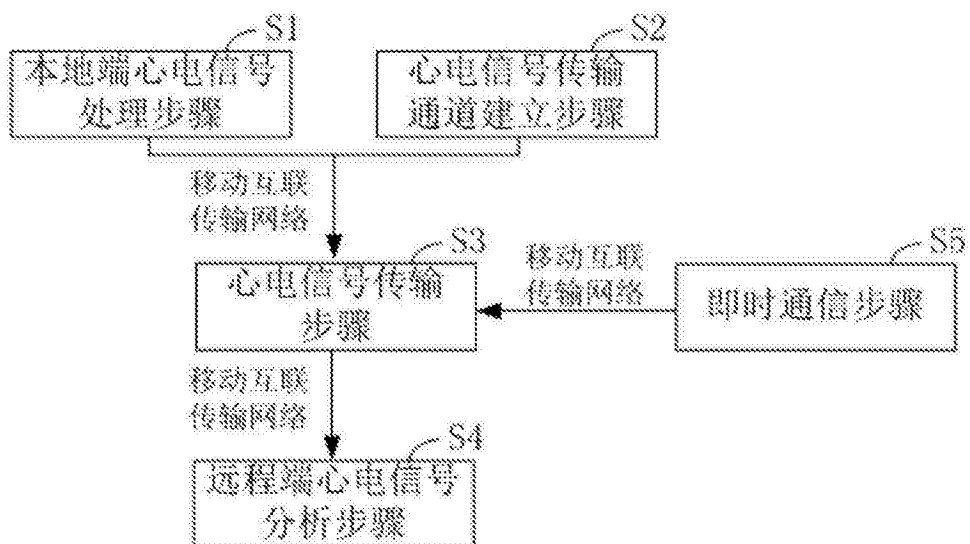 S1
S2
本地端心电信号
处理步骤
心电信号传输
通道建立步骤
移动互联
传输网络
S3
S5
心电信号传输
步骤
移动互联
传输网络
即时通信步骤
移动互联
传输网络
S4
远程端心电信号
分析步骤